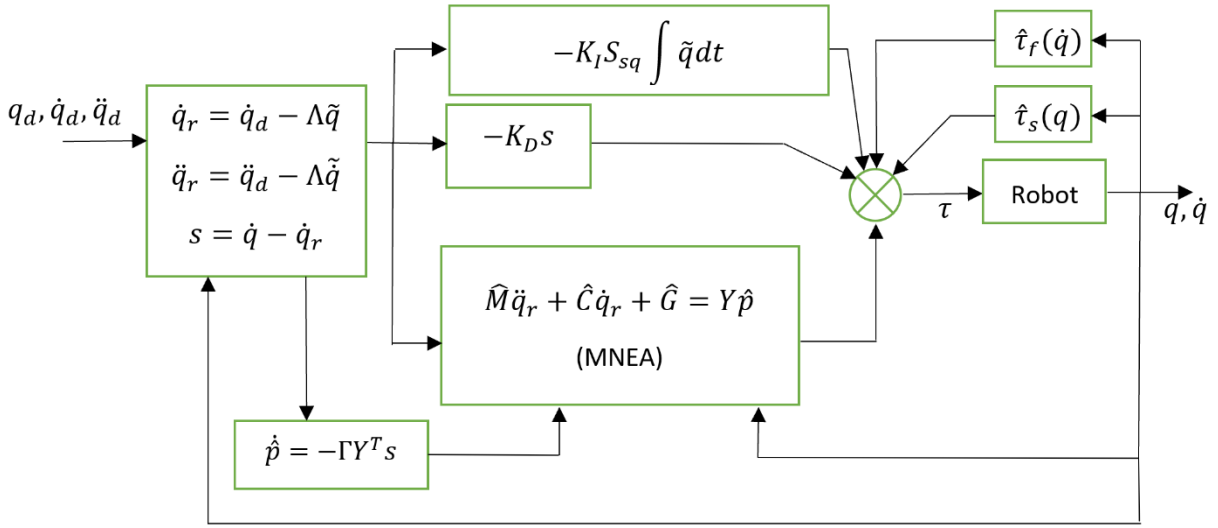 q_d, q̇_d, q̈_d
q̇_r = q̇_d − Λq̃
q̈_r = q̈_d − Λq̃̇
s = q̇ − q̇_r
−K_I S_sq ∫ q̃dt
−K_D s
M̂q̈_r + Ĉq̇_r + Ĝ = Yp̂
(MNEA)
p̂̇ = −ΓY^T s
τ̂_f(q̇)
τ̂_s(q)
τ
Robot
q, q̇